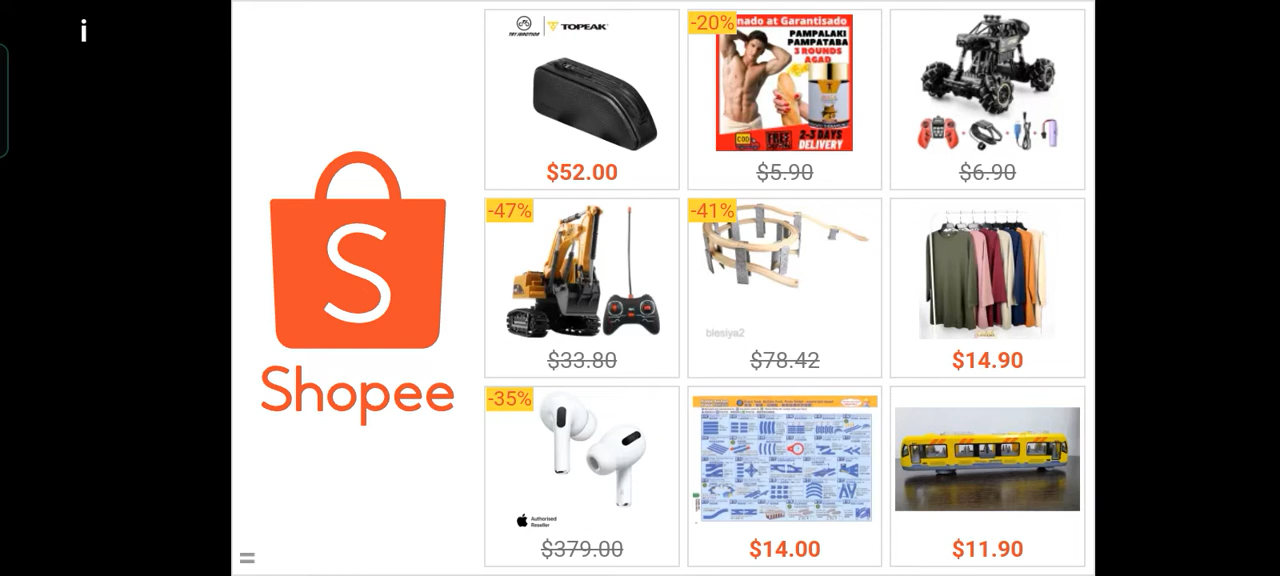 i
Shopee
TOPEAK
$52.00
-20%
nado at Garantisado
PAMPALAKI
PAMPATABA
3 ROUNDS
AGAD
COD
FREE
2-3 DAYS
DELIVERY
$5.90
$6.90
-47%
$33.80
-41%
blesiya2
$78.42
$14.90
-35%
Authorised
Reseller
$379.00
$14.00
$11.90